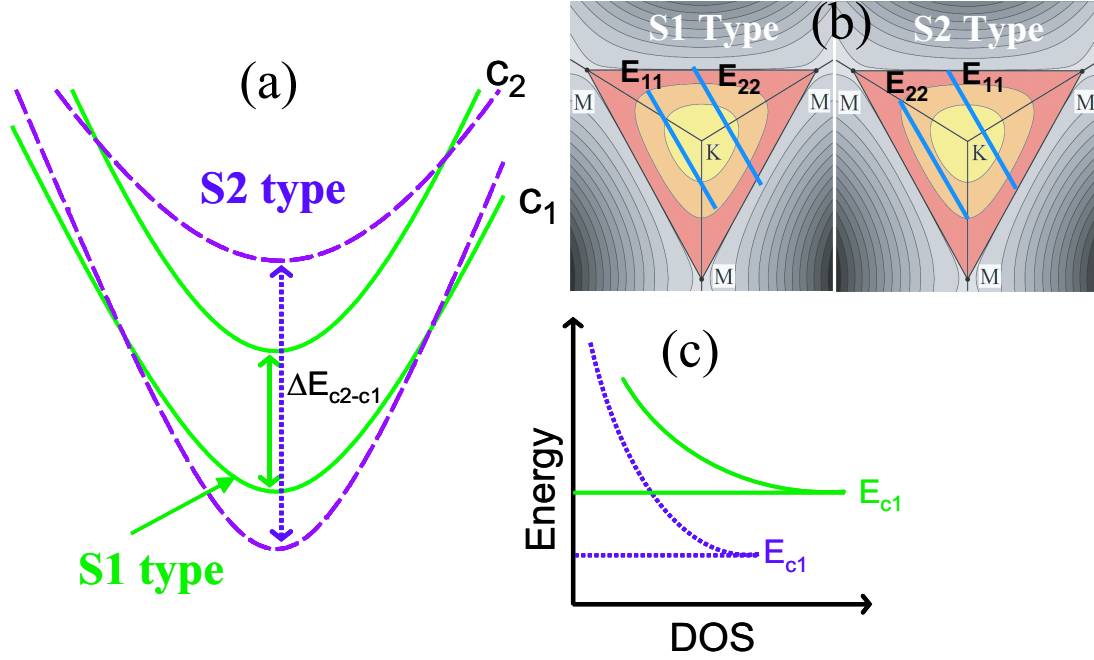 (a)
C2
S2 type
C1
ΔEc2-c1
S1 type
(b)
S1 Type
E11
E22
M
M
K
M
S2 Type
E22
E11
M
M
K
M
(c)
Energy
Ec1
Ec1
DOS